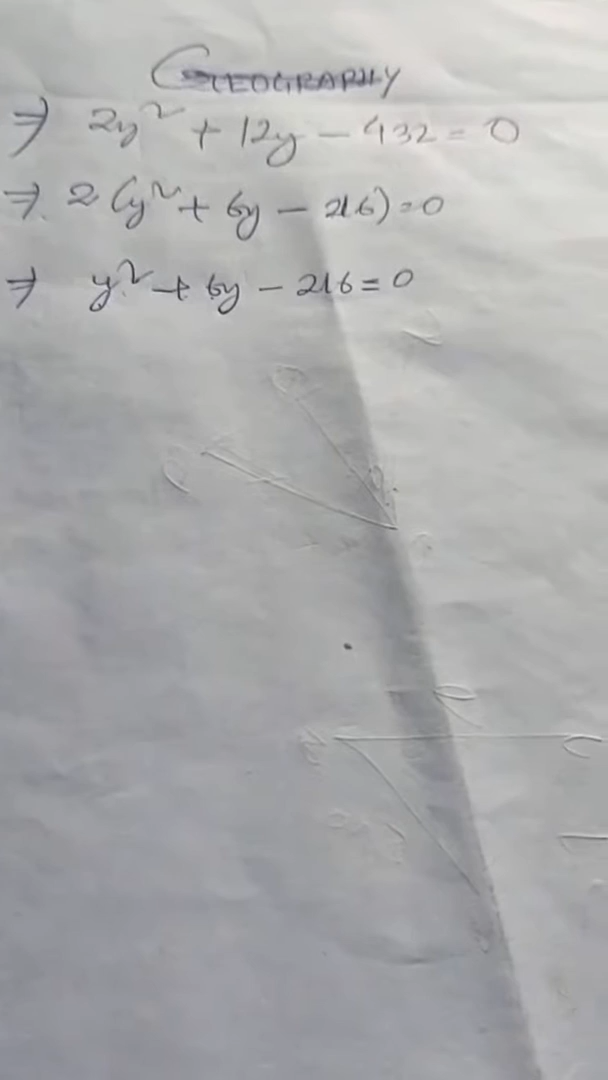 GEOGRAPHY
⇒ 2y² + 12y - 432 = 0
⇒ 2(y² + 6y - 216) = 0
⇒ y² + 6y - 216 = 0